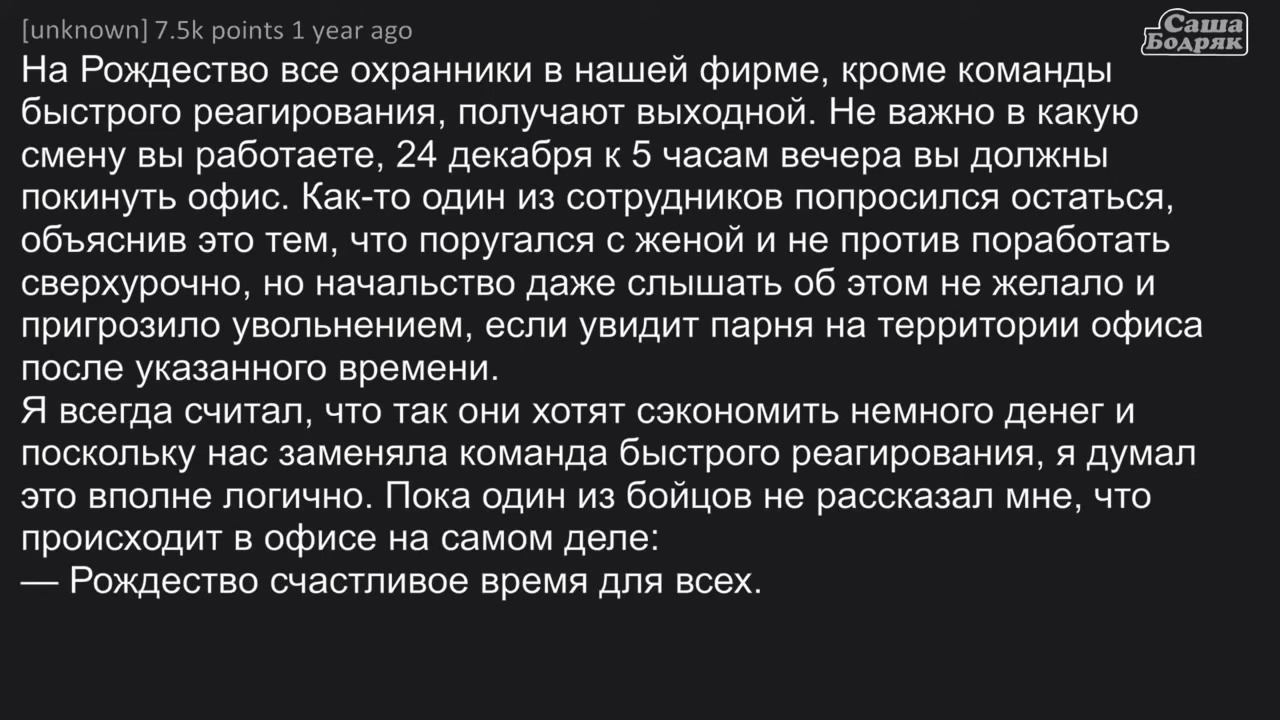 [unknown] 7.5k points 1 year ago
Саша
Бодряк
На Рождество все охранники в нашей фирме, кроме команды
быстрого реагирования, получают выходной. Не важно в какую
смену вы работаете, 24 декабря к 5 часам вечера вы должны
покинуть офис. Как-то один из сотрудников попросился остаться,
объяснив это тем, что поругался с женой и не против поработать
сверхурочно, но начальство даже слышать об этом не желало и
пригрозило увольнением, если увидит парня на территории офиса
после указанного времени.
Я всегда считал, что так они хотят сэкономить немного денег и
поскольку нас заменяла команда быстрого реагирования, я думал
это вполне логично. Пока один из бойцов не рассказал мне, что
происходит в офисе на самом деле:
— Рождество счастливое время для всех.